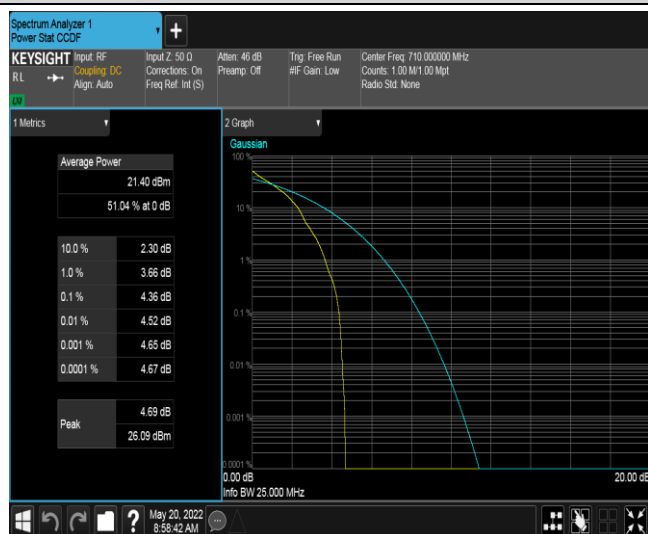 Spectrum Analyzer 1
Power Stat CCDF
+
KEYSIGHT
RL
LXI
Input: RF
Coupling: DC
Align: Auto
Input Z: 50 Ω
Corrections: On
Freq Ref: Int (S)
Atten: 46 dB
Preamp: Off
Trig: Free Run
#IF Gain: Low
Center Freq: 710.000000 MHz
Counts: 1.00 M/1.00 Mpt
Radio Std: None
1 Metrics
Average Power
21.40 dBm
51.04 % at 0 dB
10.0 % 2.30 dB
1.0 % 3.66 dB
0.1 % 4.36 dB
0.01 % 4.52 dB
0.001 % 4.65 dB
0.0001 % 4.67 dB
Peak
4.69 dB
26.09 dBm
2 Graph
Gaussian
100 %
10 %
1 %
0.1 %
0.01 %
0.001 %
0.0001 %
0.00 dB
20.00 dB
Info BW 25.000 MHz
?
May 20, 2022
8:58:42 AM